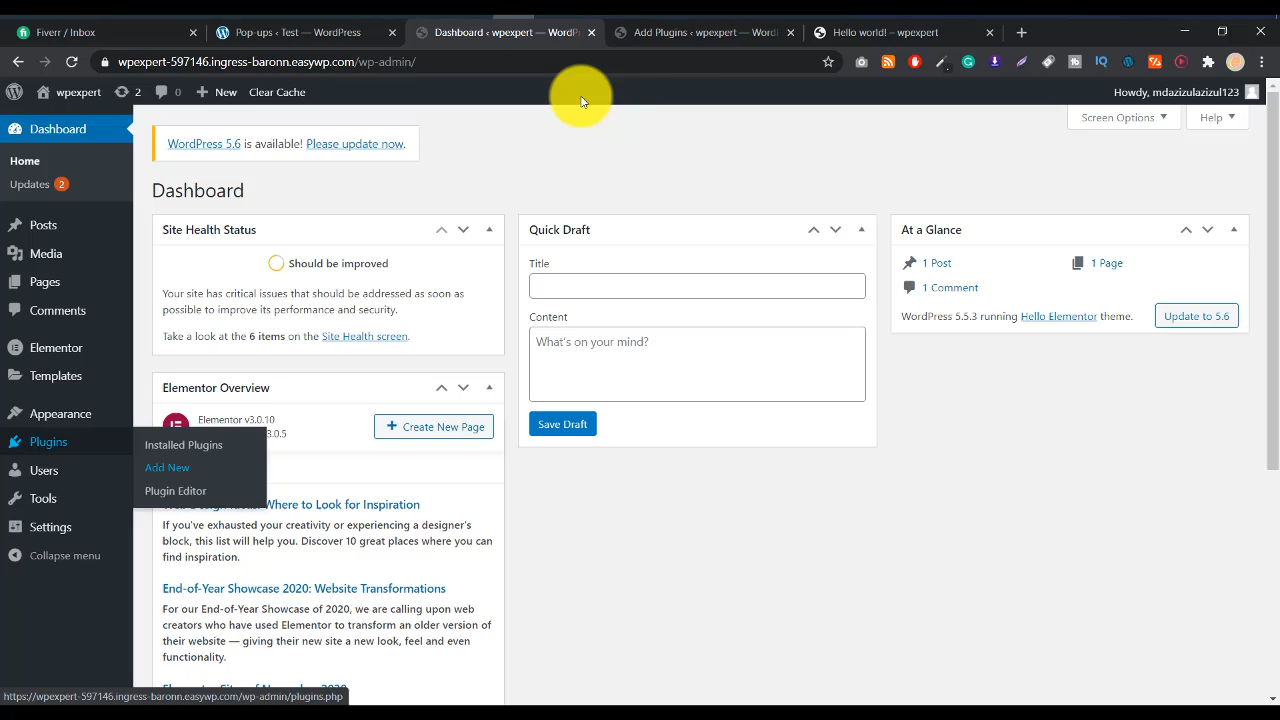 Fiverr / Inbox
Pop-ups ‹ Test — WordPress
Dashboard ‹ wpexpert — WordP
Add Plugins ‹ wpexpert — Word
Hello world! – wpexpert
wpexpert-597146.ingress-baronn.easywp.com/wp-admin/
wpexpert
2
0
New
Clear Cache
Howdy, mdazizulazizul123
Dashboard
Home
Updates 2
Posts
Media
Pages
Comments
Elementor
Templates
Appearance
Plugins
Users
Tools
Settings
Collapse menu
Installed Plugins
Add New
Plugin Editor
Screen Options
Help
WordPress 5.6 is available! Please update now.
Dashboard
Site Health Status
Should be improved
Your site has critical issues that should be addressed as soon as
possible to improve its performance and security.
Take a look at the 6 items on the Site Health screen.
Elementor Overview
Elementor v3.0.10
3.0.5
Create New Page
Where to Look for Inspiration
If you've exhausted your creativity or experiencing a designer's
block, this list will help you. Discover 10 great places where you can
find inspiration.
End-of-Year Showcase 2020: Website Transformations
For our End-of-Year Showcase of 2020, we are calling upon web
creators who have used Elementor to transform an older version of
their website — giving their new site a new look, feel and even
functionality.
Quick Draft
Title
Content
What's on your mind?
Save Draft
At a Glance
1 Post
1 Page
1 Comment
WordPress 5.5.3 running Hello Elementor theme.
Update to 5.6
https://wpexpert-597146.ingress-baronn.easywp.com/wp-admin/plugins.php